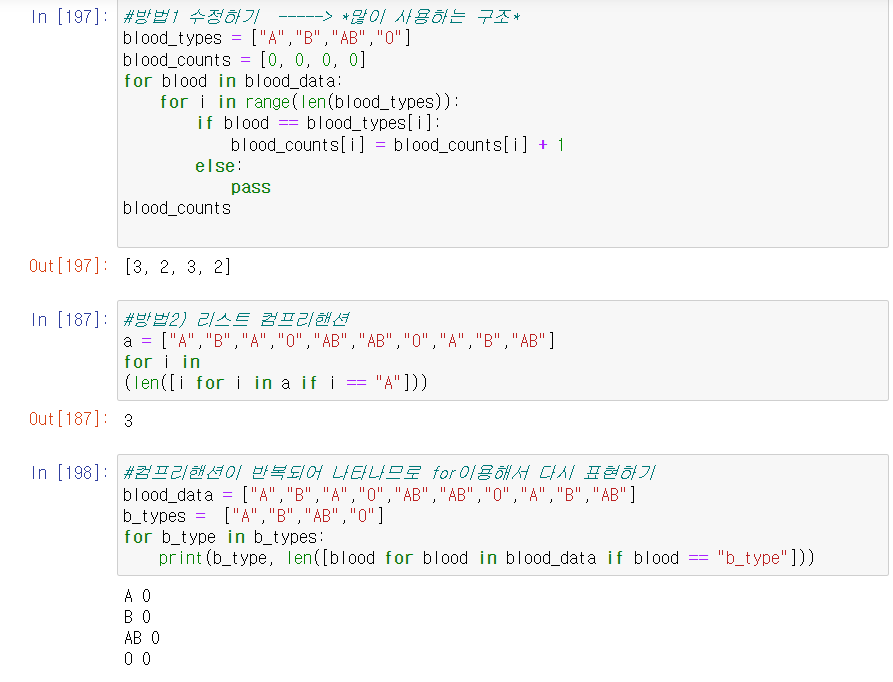 In [197]: #방법1 수정하기  -----> *많이 사용하는 구조*
blood_types = ["A","B","AB","O"]
blood_counts = [0, 0, 0, 0]
for blood in blood_data:
    for i in range(len(blood_types)):
        if blood == blood_types[i]:
            blood_counts[i] = blood_counts[i] + 1
        else:
            pass
blood_counts
Out[197]: [3, 2, 3, 2]
In [187]: #방법2) 리스트 컴프리핸션
a = ["A","B","A","O","AB","AB","O","A","B","AB"]
for i in
(len([i for i in a if i == "A"]))
Out[187]: 3
In [198]: #컴프리핸션이 반복되어 나타나므로 for이용해서 다시 표현하기
blood_data = ["A","B","A","O","AB","AB","O","A","B","AB"]
b_types =  ["A","B","AB","O"]
for b_type in b_types:
    print(b_type, len([blood for blood in blood_data if blood == "b_type"]))
A 0
B 0
AB 0
O 0